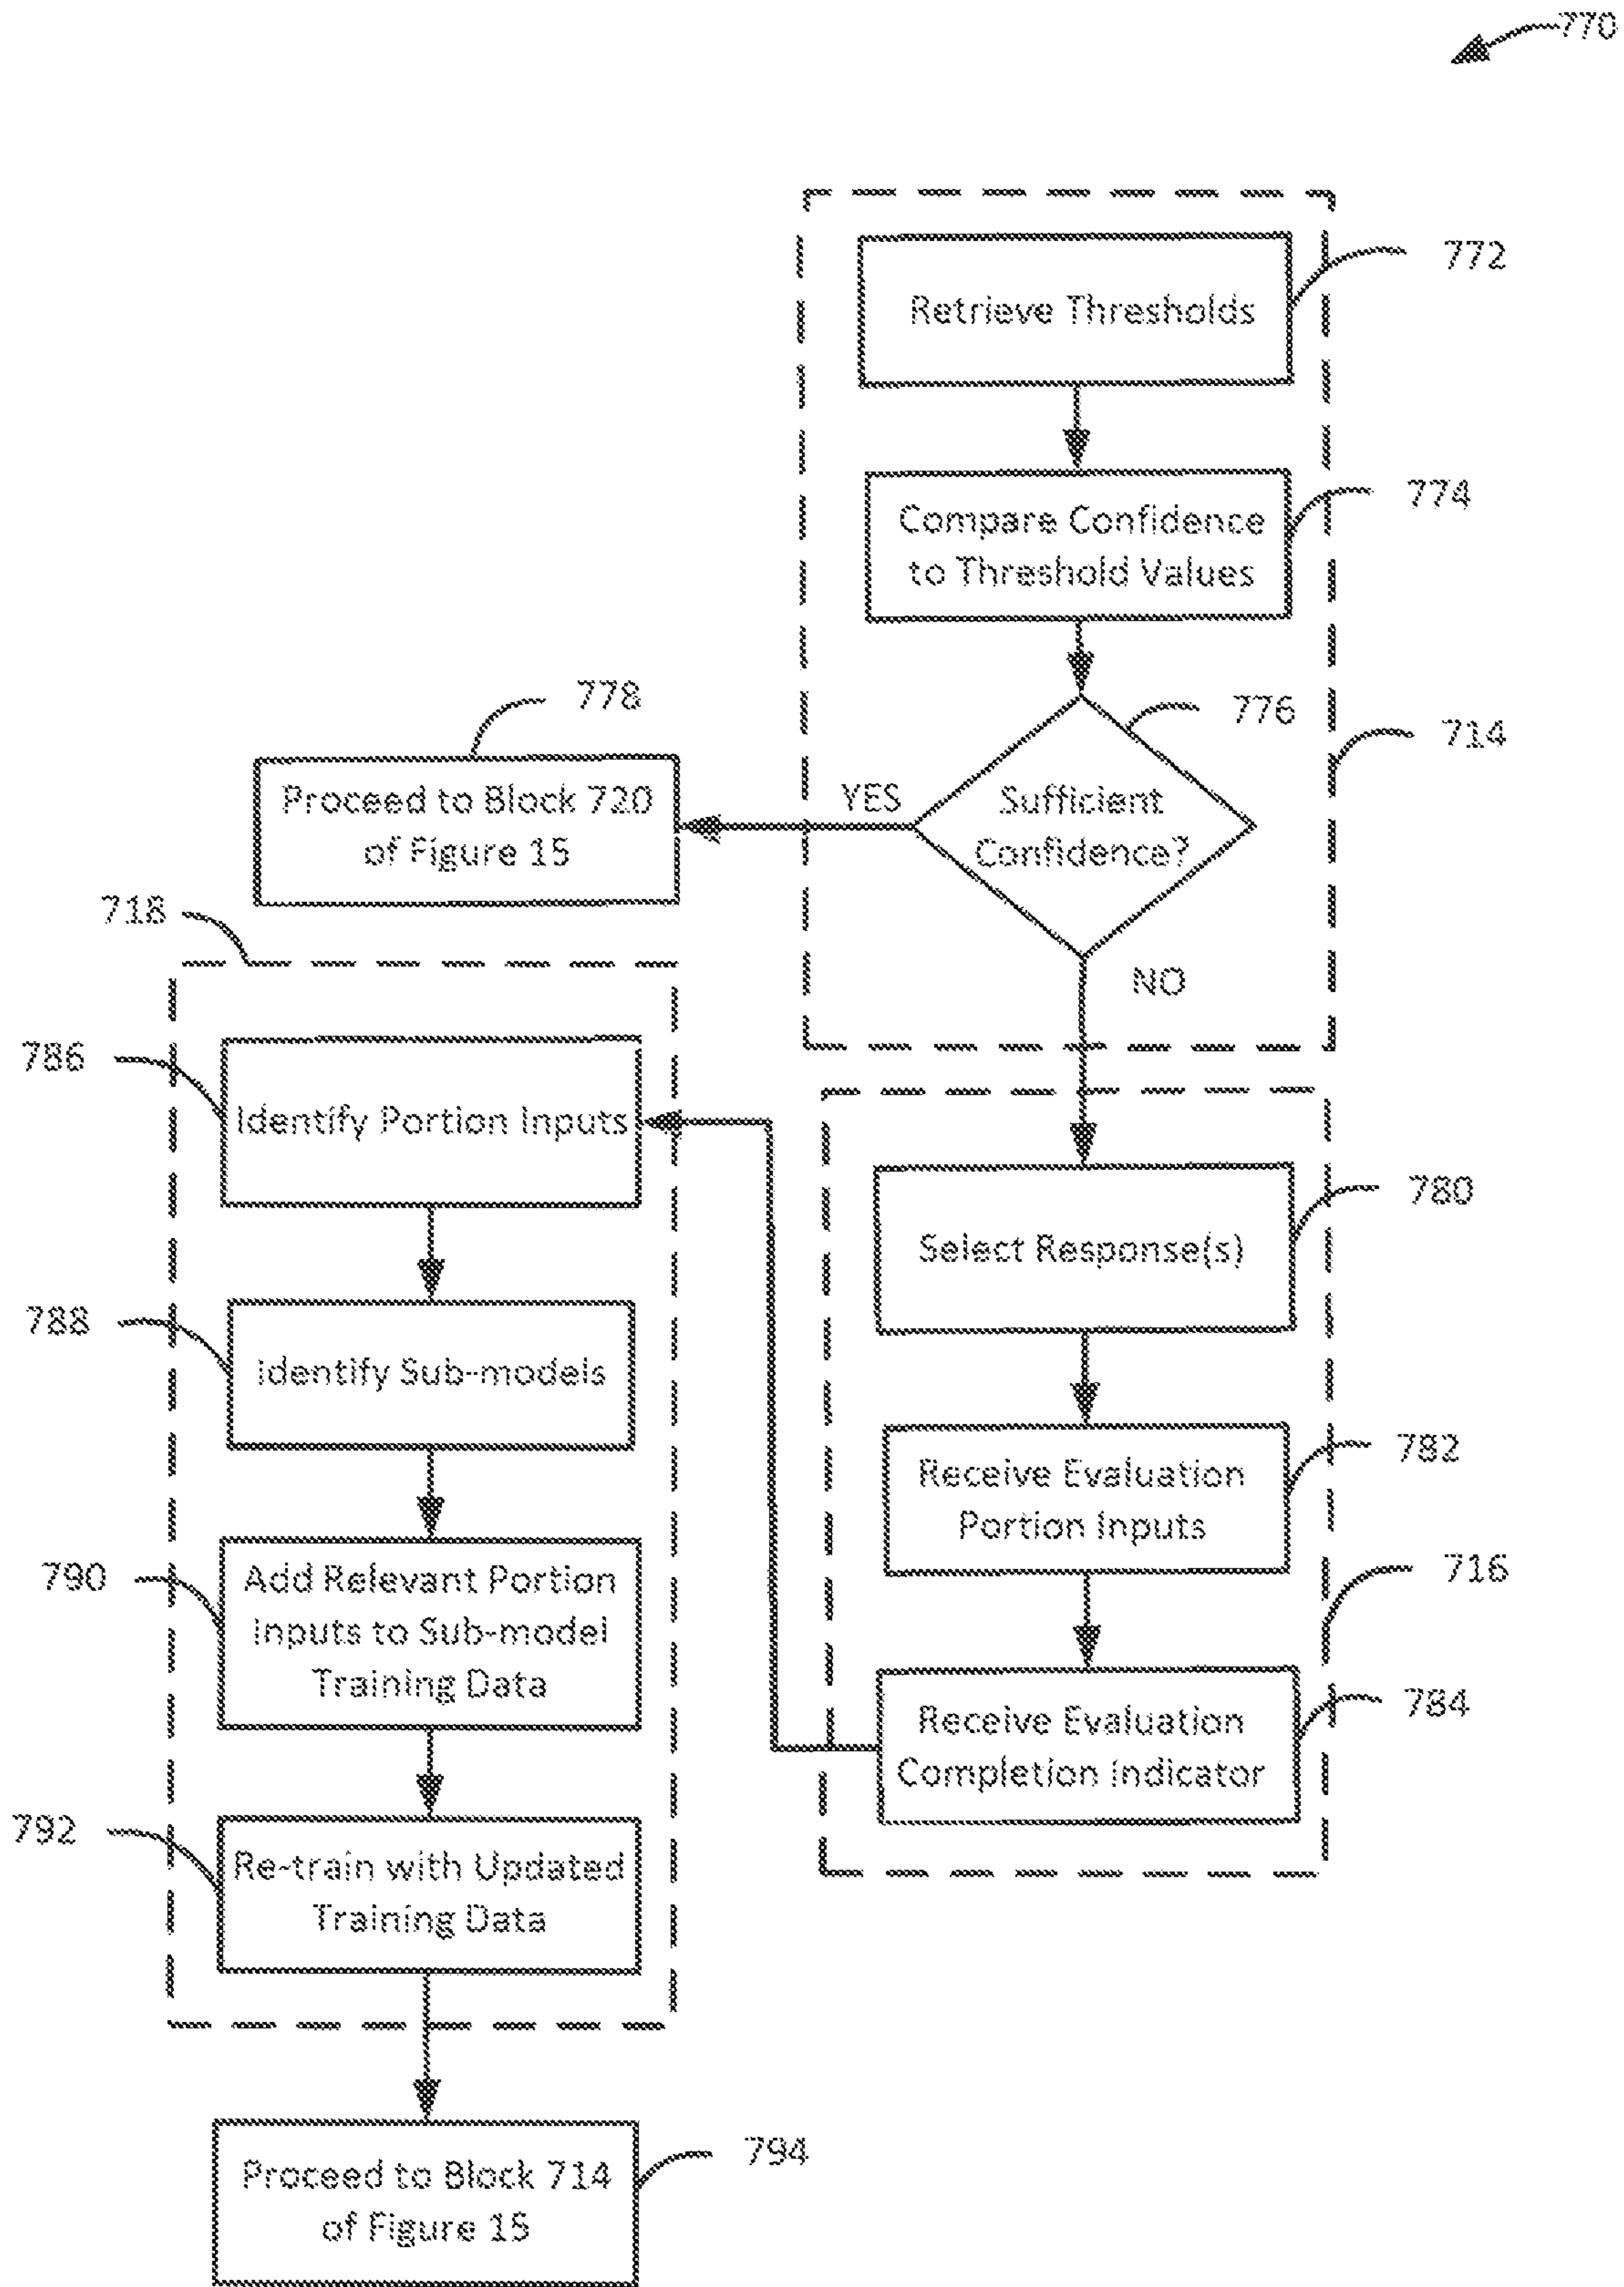 770
Retrieve Thresholds
772
Compare Confidence
to Threshold Values
774
Sufficient
Confidence?
776
714
YES
NO
778
Proceed to Block 720
of Figure 15
718
786
Identify Portion Inputs
788
Identify Sub-models
790
Add Relevant Portion
Inputs to Sub-model
Training Data
792
Re-train with Updated
Training Data
Select Response(s)
780
Receive Evaluation
Portion Inputs
782
716
Receive Evaluation
Completion Indicator
784
Proceed to Block 714
of Figure 15
794